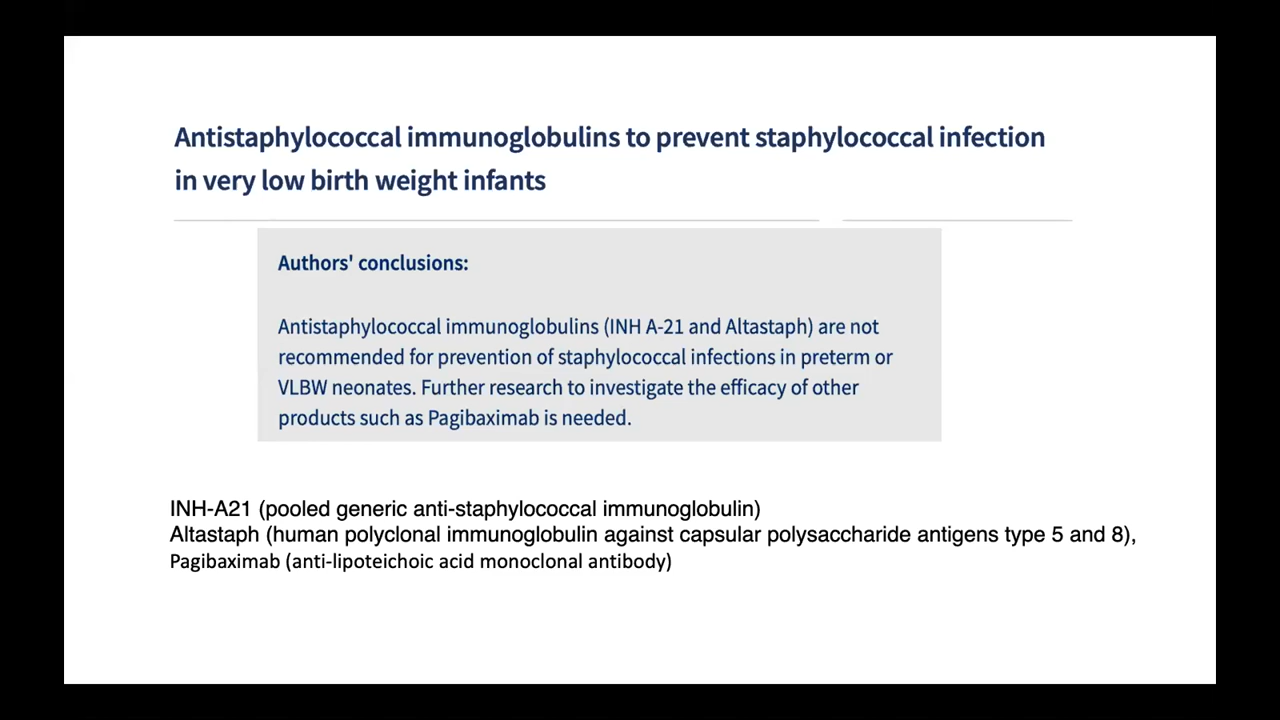 Antistaphylococcal immunoglobulins to prevent staphylococcal infection
in very low birth weight infants
Authors' conclusions:
Antistaphylococcal immunoglobulins (INH A-21 and Altastaph) are not
recommended for prevention of staphylococcal infections in preterm or
VLBW neonates. Further research to investigate the efficacy of other
products such as Pagibaximab is needed.
INH-A21 (pooled generic anti-staphylococcal immunoglobulin)
Altastaph (human polyclonal immunoglobulin against capsular polysaccharide antigens type 5 and 8),
Pagibaximab (anti-lipoteichoic acid monoclonal antibody)